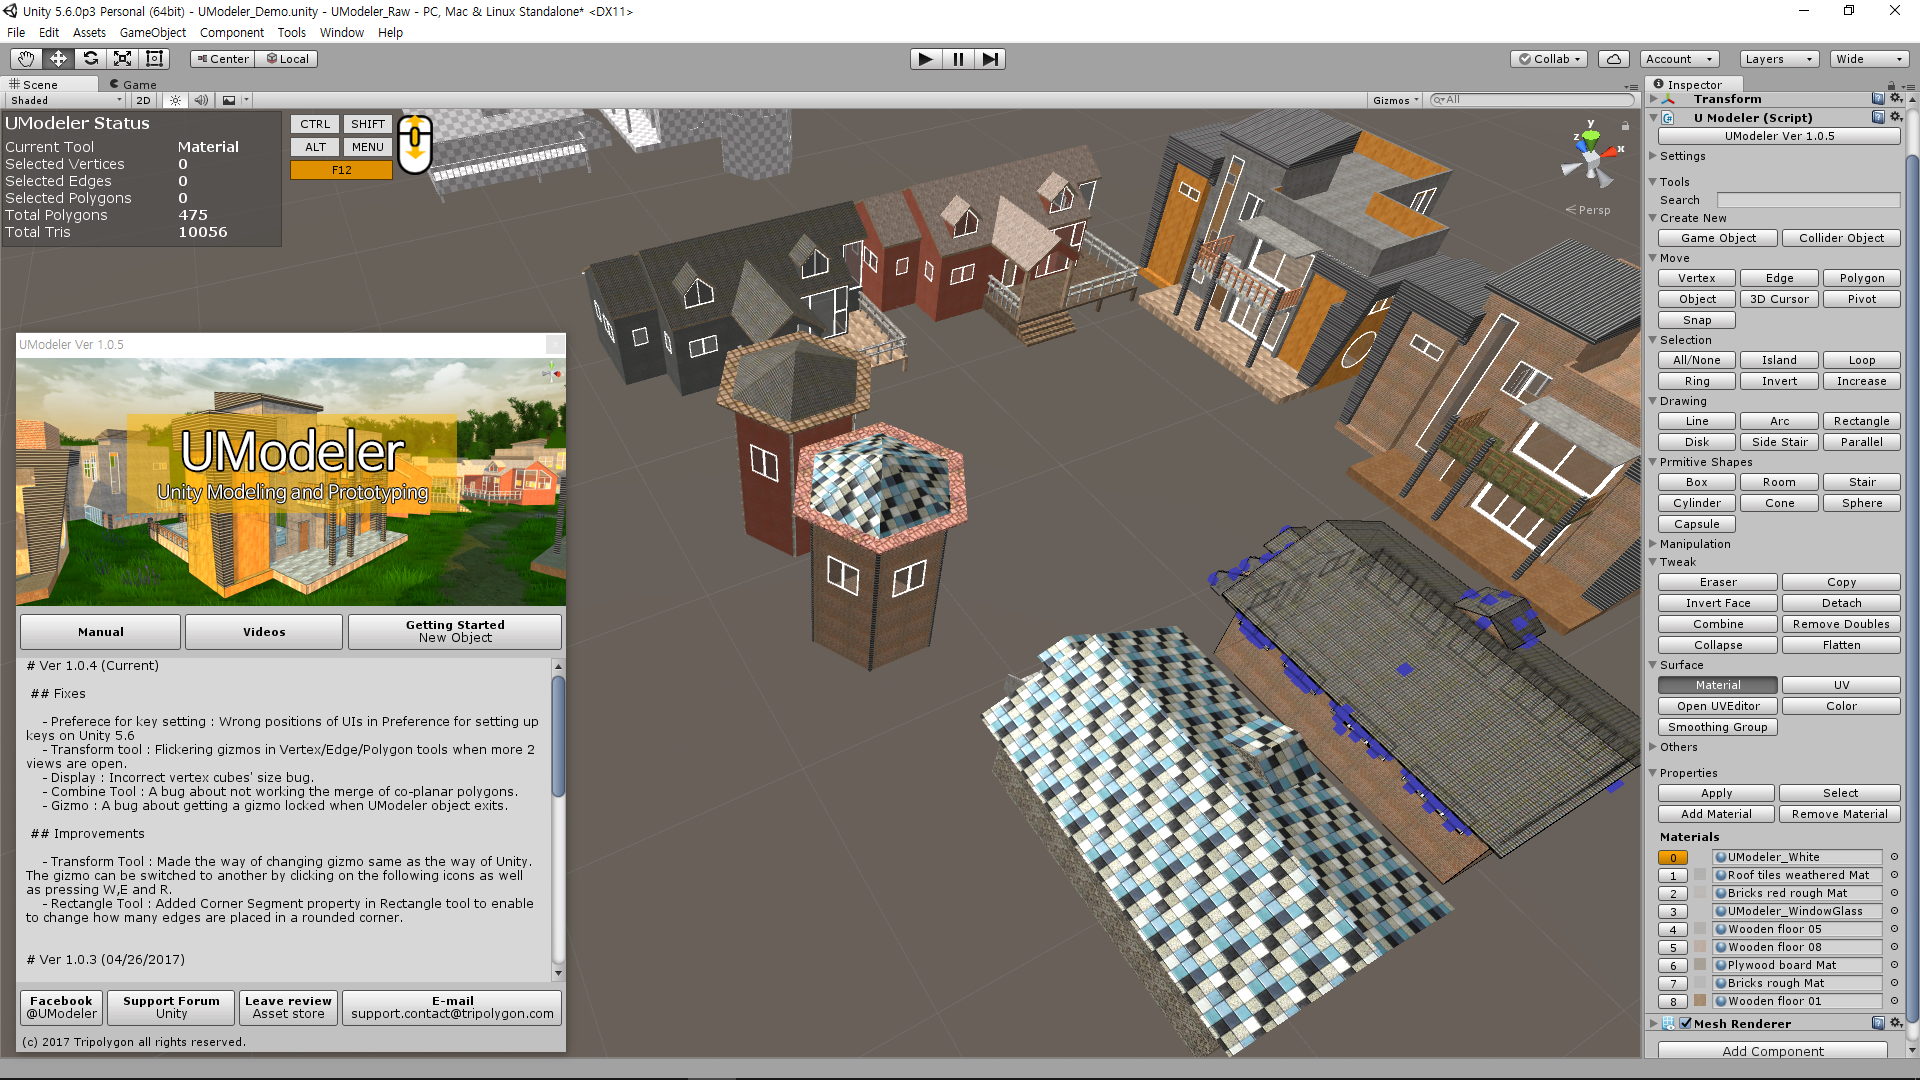 Unity 5.6.0p3 Personal (64bit) - UModeler_Demo.unity - UModeler_Raw - PC, Mac & Linux Standalone* <DX11>
File Edit Assets GameObject Component Tools Window Help
Center Local
Collab Account Layers Wide
Scene Game
Shaded 2D
Gizmos All
UModeler Status
Current Tool Material
Selected Vertices 0
Selected Edges 0
Selected Polygons 0
Total Polygons 475
Total Tris 10056
CTRL SHIFT
ALT MENU
F12
0
y
z
x
Persp
UModeler Ver 1.0.5
UModeler
Unity Modeling and Prototyping
Manual Videos Getting Started
New Object
# Ver 1.0.4 (Current)
## Fixes
- Preferece for key setting : Wrong positions of UIs in Preference for setting up
keys on Unity 5.6
- Transform tool : Flickering gizmos in Vertex/Edge/Polygon tools when more 2
views are open.
- Display : Incorrect vertex cubes' size bug.
- Combine Tool : A bug about not working the merge of co-planar polygons.
- Gizmo : A bug about getting a gizmo locked when UModeler object exits.
## Improvements
- Transform Tool : Made the way of changing gizmo same as the way of Unity.
The gizmo can be switched to another by clicking on the following icons as well
as pressing W,E and R.
- Rectangle Tool : Added Corner Segment property in Rectangle tool to enable
to change how many edges are placed in a rounded corner.
# Ver 1.0.3 (04/26/2017)
Facebook
@UModeler
Support Forum
Unity
Leave review
Asset store
E-mail
support.contact@tripolygon.com
(c) 2017 Tripolygon all rights reserved.
Inspector
Transform
U Modeler (Script)
UModeler Ver 1.0.5
Settings
Tools
Search
Create New
Game Object Collider Object
Move
Vertex Edge Polygon
Object 3D Cursor Pivot
Snap
Selection
All/None Island Loop
Ring Invert Increase
Drawing
Line Arc Rectangle
Disk Side Stair Parallel
Prmitive Shapes
Box Room Stair
Cylinder Cone Sphere
Capsule
Manipulation
Tweak
Eraser Copy
Invert Face Detach
Combine Remove Doubles
Collapse Flatten
Surface
Material UV
Open UVEditor Color
Smoothing Group
Others
Properties
Apply Select
Add Material Remove Material
Materials
0 UModeler_White
1 Roof tiles weathered Mat
2 Bricks red rough Mat
3 UModeler_WindowGlass
4 Wooden floor 05
5 Wooden floor 08
6 Plywood board Mat
7 Bricks rough Mat
8 Wooden floor 01
Mesh Renderer
Add Component